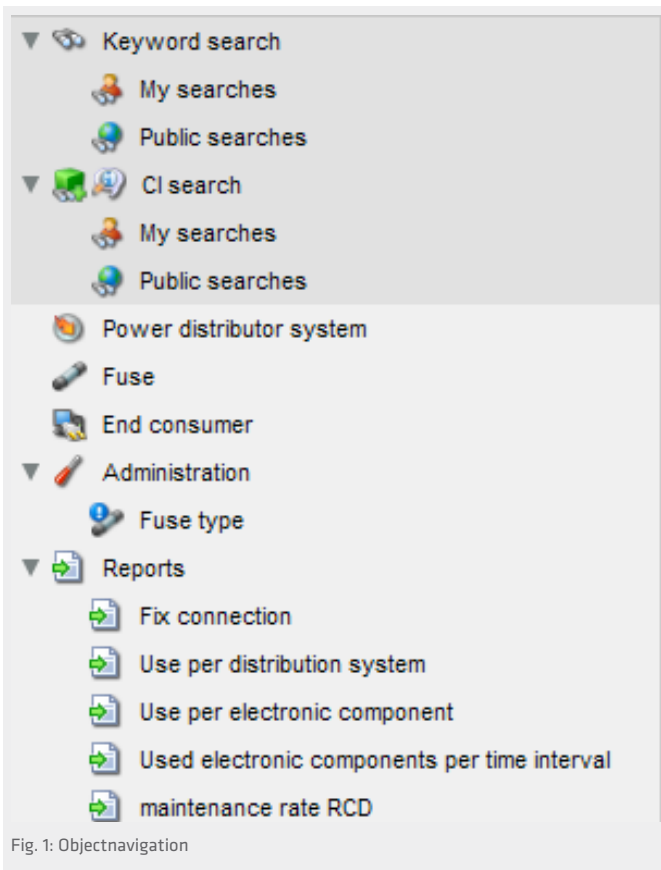 Keyword search
My searches
Public searches
CI search
My searches
Public searches
Power distributor system
Fuse
End consumer
Administration
Fuse type
Reports
Fix connection
Use per distribution system
Use per electronic component
Used electronic components per time interval
maintenance rate RCD
Fig. 1: Objectnavigation